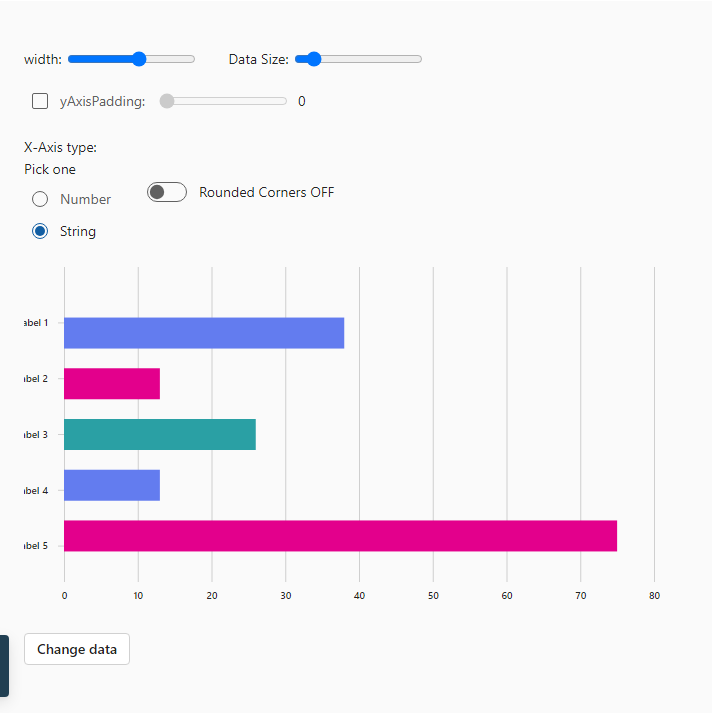 width: Data Size:
yAxisPadding: 0
X-Axis type:
Pick one
Number
Rounded Corners OFF
String
abel 1
abel 2
abel 3
abel 4
abel 5
0 10 20 30 40 50 60 70 80
Change data